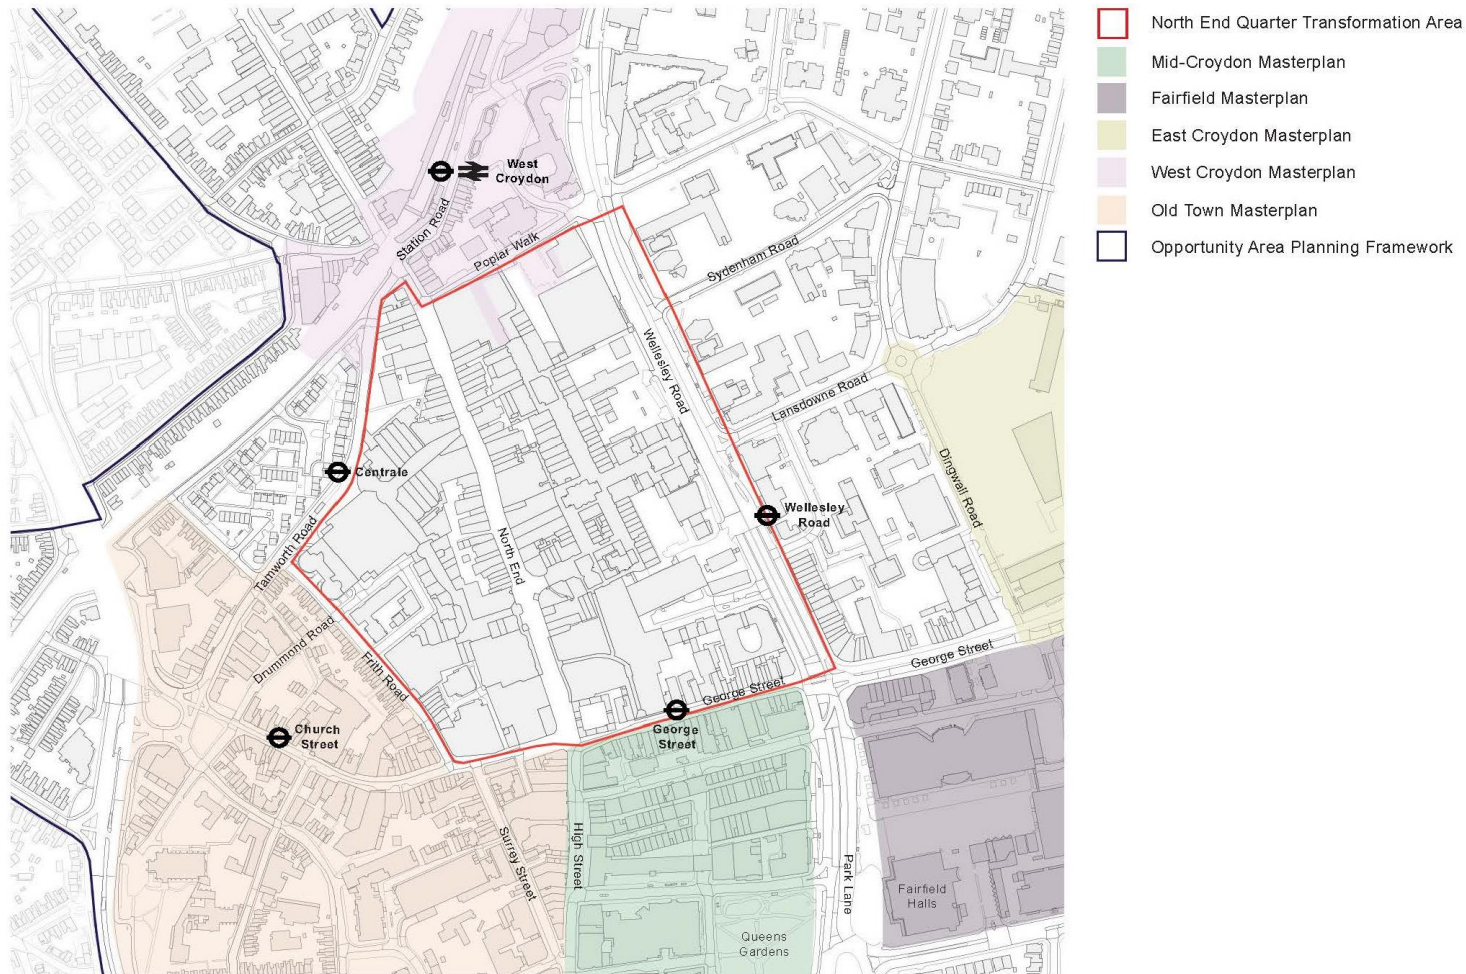 North End Quarter Transformation Area
Mid-Croydon Masterplan
Fairfield Masterplan
East Croydon Masterplan
West Croydon Masterplan
Old Town Masterplan
Opportunity Area Planning Framework
West
Croydon
Station Road
Poplar Walk
Sydenham Road
Wellesley Road
Lansdowne Road
Centrale
Dingwall Road
Wellesley
Road
North End
Tamworth Road
Drummond Road
Frith Road
George Street
George Street
George
Street
Church
Street
Surrey Street
High Street
Park Lane
Fairfield
Halls
Queens
Gardens